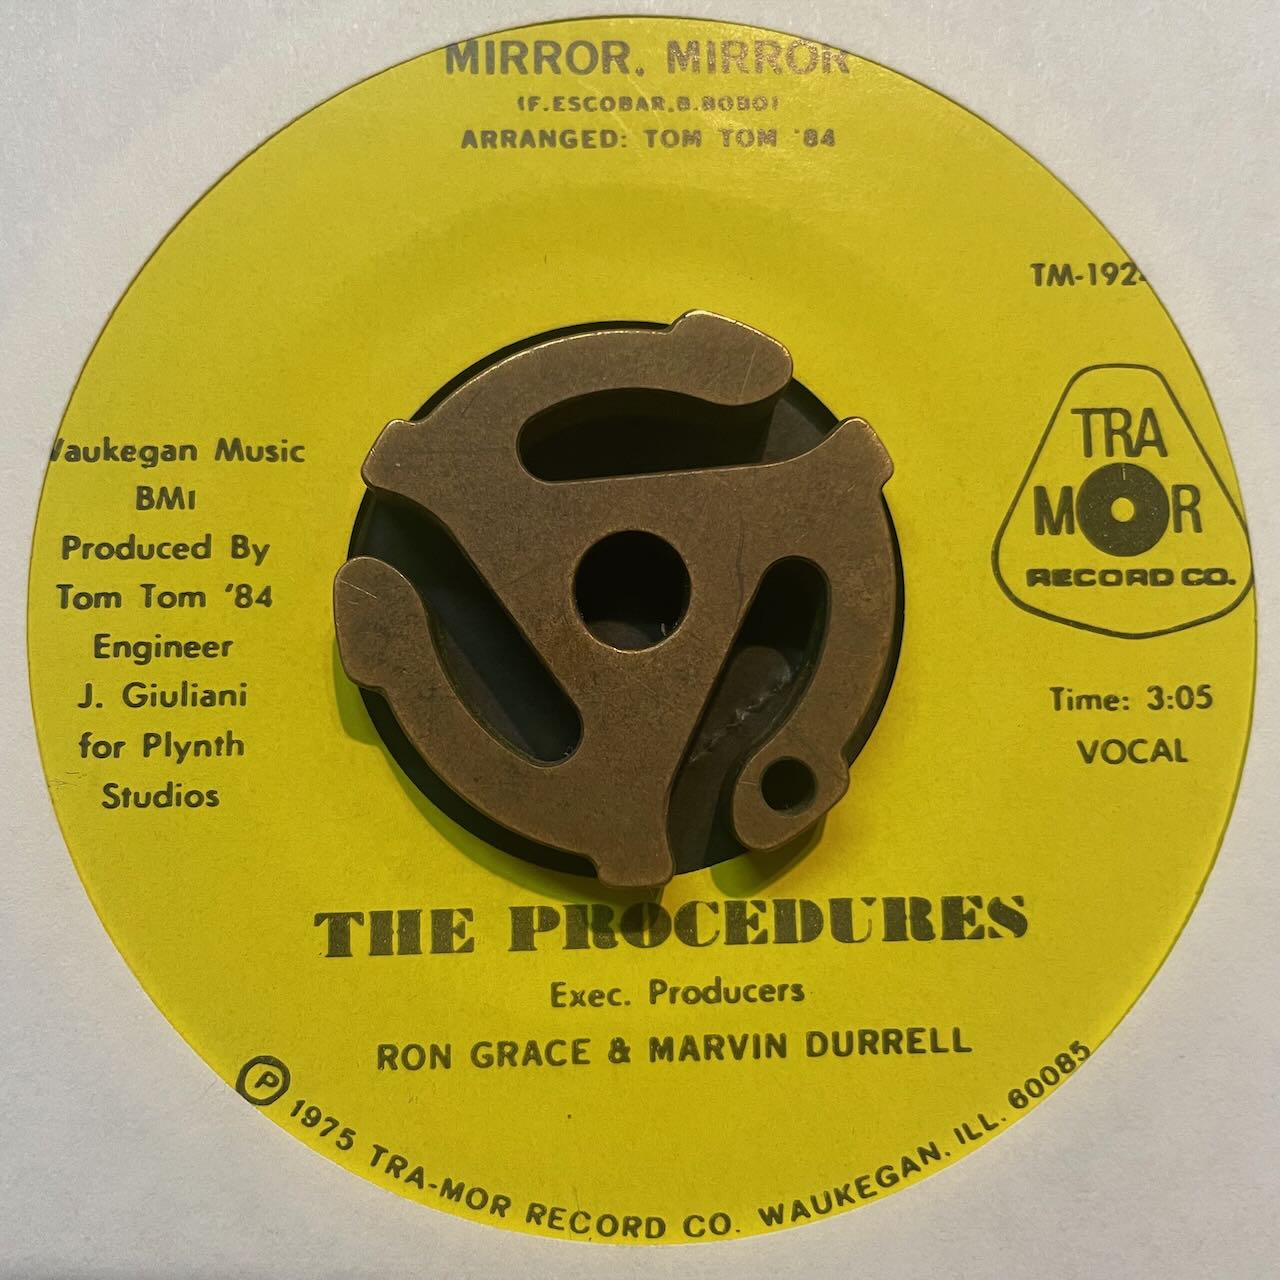 MIRROR, MIRROR
(F. ESCOBAR, B. BOBO)
ARRANGED: TOM TOM '84
TM-192
TRA
MOR
RECORD CO.
Waukegan Music
BMI
Produced By
Tom Tom '84
Engineer
J. Giuliani
for Plynth
Studios
Time: 3:05
VOCAL
THE PROCEDURES
Exec. Producers
RON GRACE & MARVIN DURRELL
Ⓟ 1975 TRA-MOR RECORD CO. WAUKEGAN, ILL. 60085